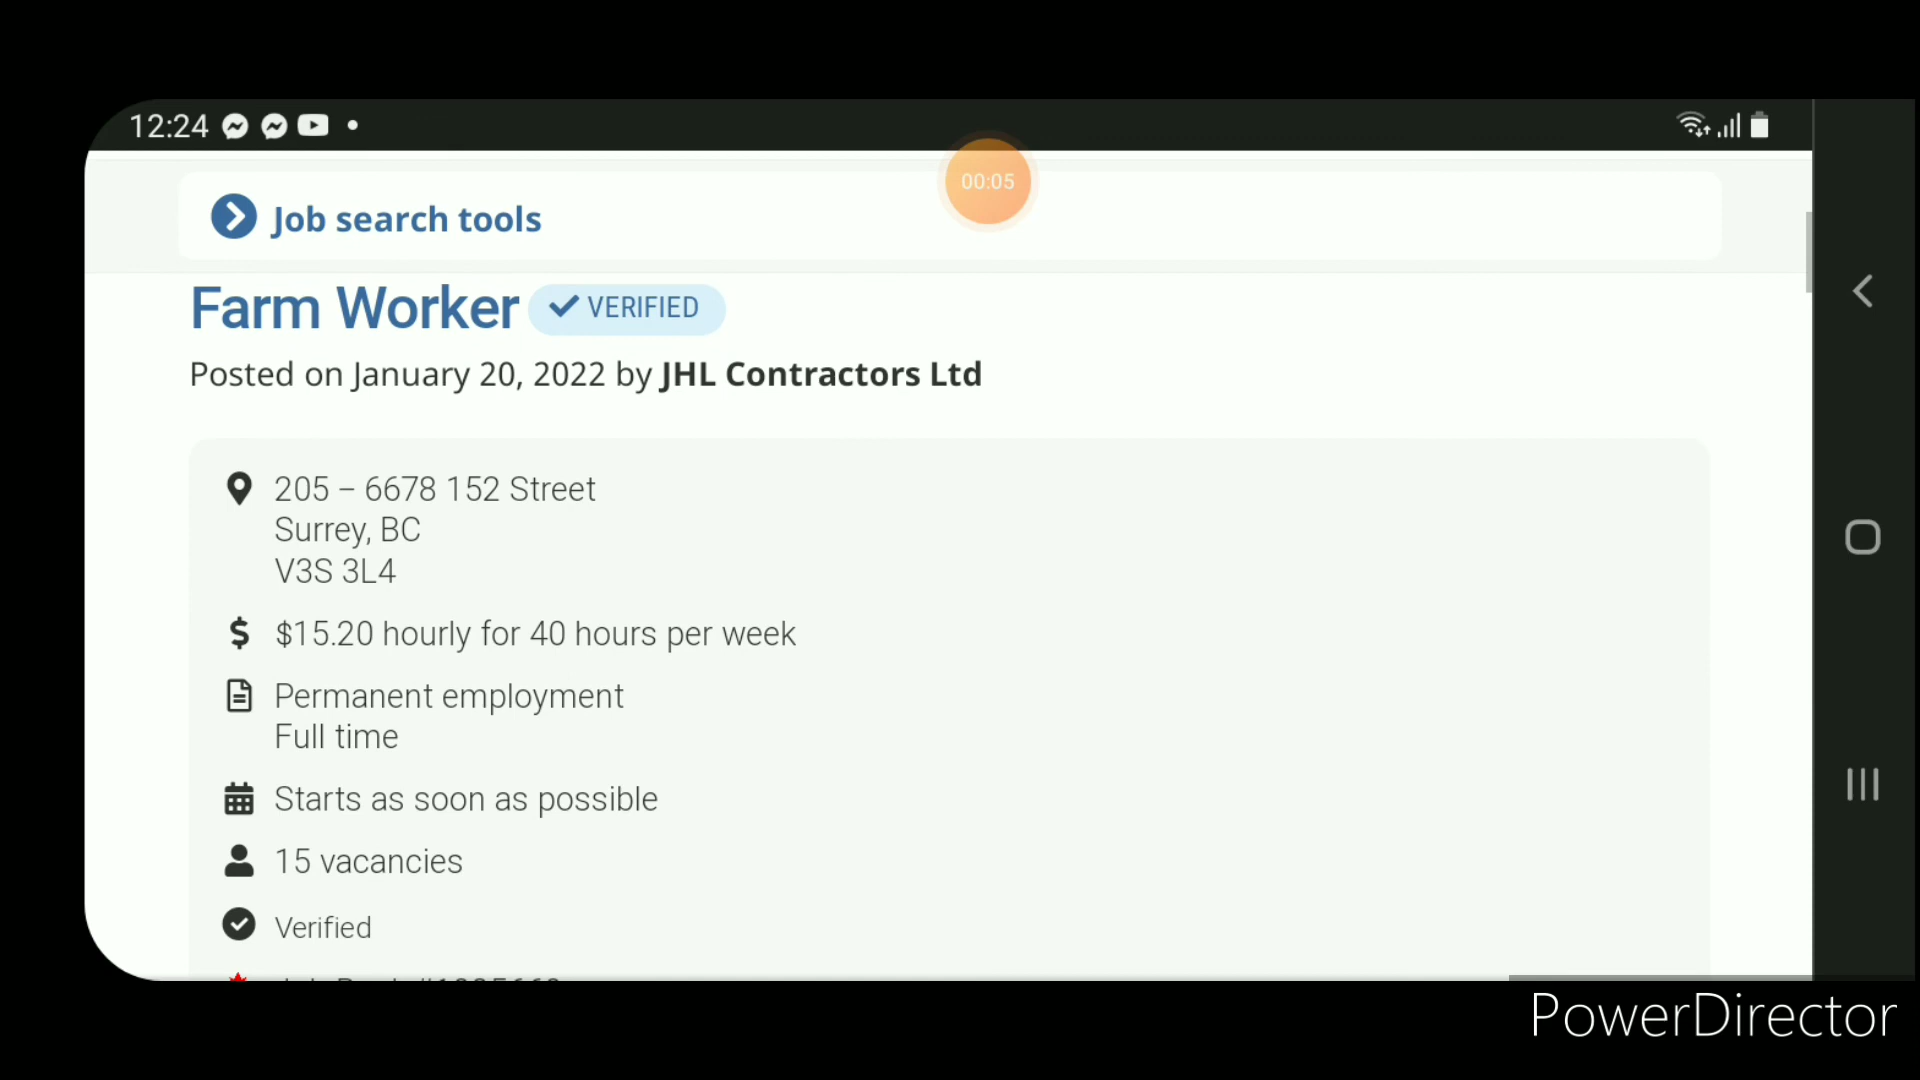 12:24
00:05
Job search tools
Farm Worker VERIFIED
Posted on January 20, 2022 by JHL Contractors Ltd
205 – 6678 152 Street
Surrey, BC
V3S 3L4
$ $15.20 hourly for 40 hours per week
Permanent employment
Full time
Starts as soon as possible
15 vacancies
Verified
PowerDirector